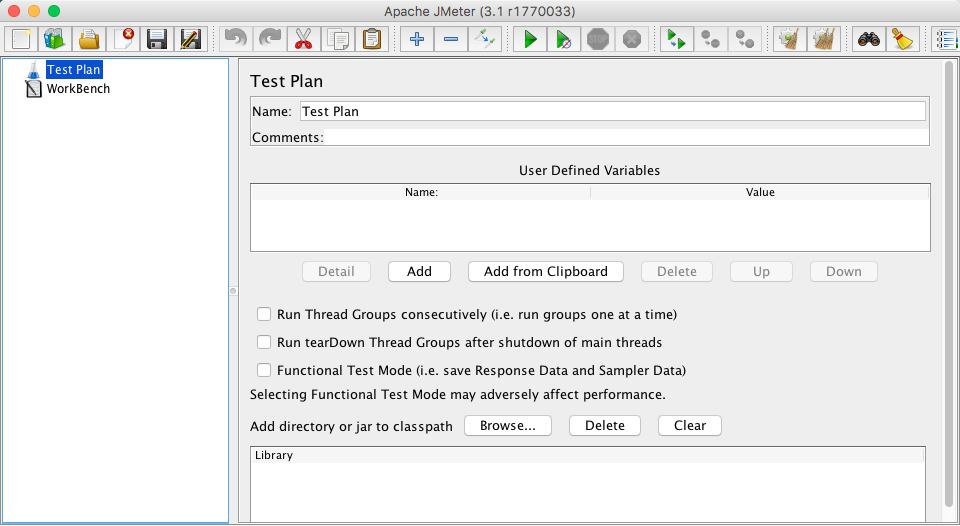 Apache JMeter (3.1 r1770033)
Test Plan
WorkBench
Test Plan
Name: Test Plan
Comments:
User Defined Variables
Name: Value
Detail Add Add from Clipboard Delete Up Down
Run Thread Groups consecutively (i.e. run groups one at a time)
Run tearDown Thread Groups after shutdown of main threads
Functional Test Mode (i.e. save Response Data and Sampler Data)
Selecting Functional Test Mode may adversely affect performance.
Add directory or jar to classpath Browse... Delete Clear
Library